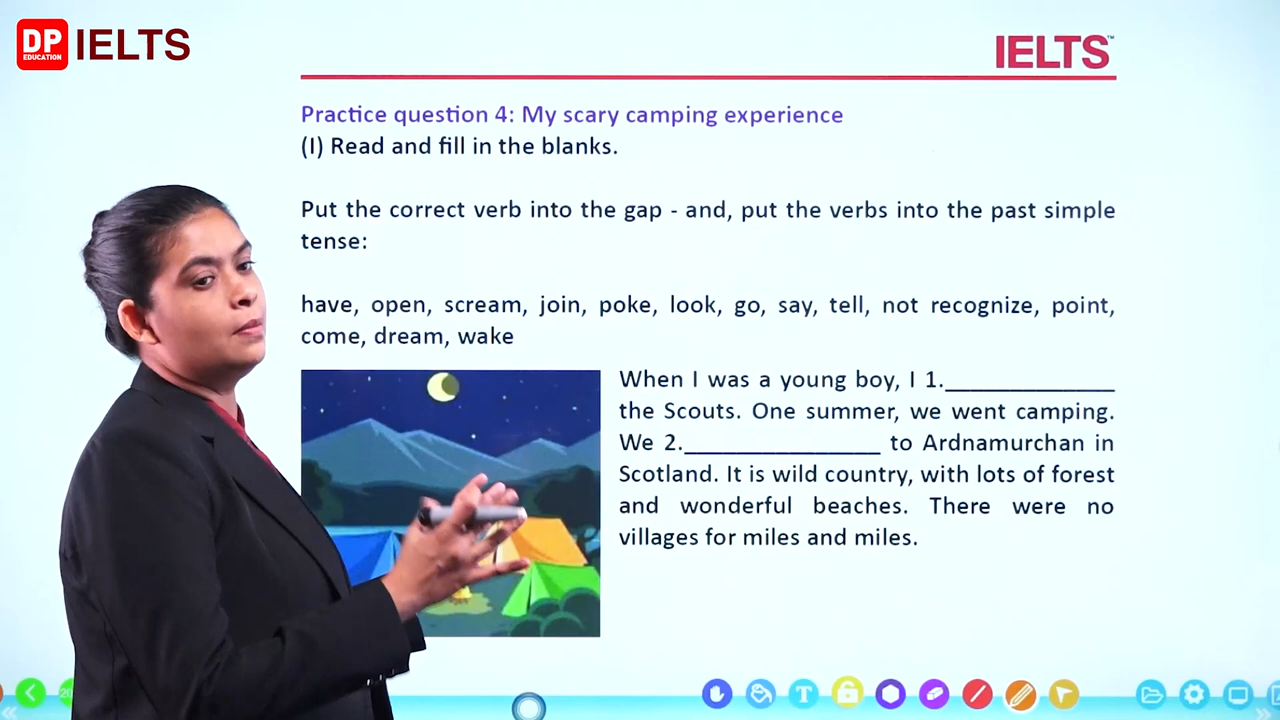 DP
EDUCATION
IELTS
IELTS™
Practice question 4: My scary camping experience
(I) Read and fill in the blanks.
Put the correct verb into the gap - and, put the verbs into the past simple
tense:
have, open, scream, join, poke, look, go, say, tell, not recognize, point,
come, dream, wake
When I was a young boy, I 1._____________
the Scouts. One summer, we went camping.
We 2._______________ to Ardnamurchan in
Scotland. It is wild country, with lots of forest
and wonderful beaches. There were no
villages for miles and miles.
T